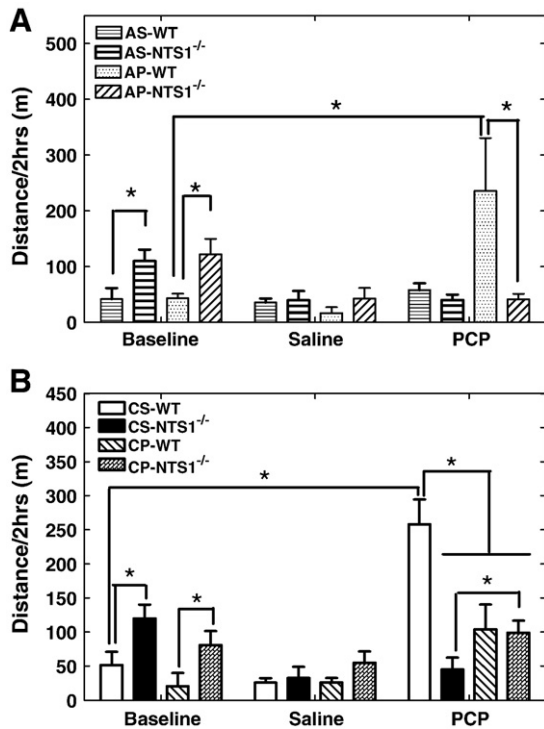 A
550
500
400
300
200
100
0
Distance/2hrs (m)
AS-WT
AS-NTS1-/-
AP-WT
AP-NTS1-/-
*
*
*
*
Baseline Saline PCP
B
450
400
350
300
250
200
150
100
50
0
Distance/2hrs (m)
CS-WT
CS-NTS1-/-
CP-WT
CP-NTS1-/-
*
*
*
*
*
Baseline Saline PCP